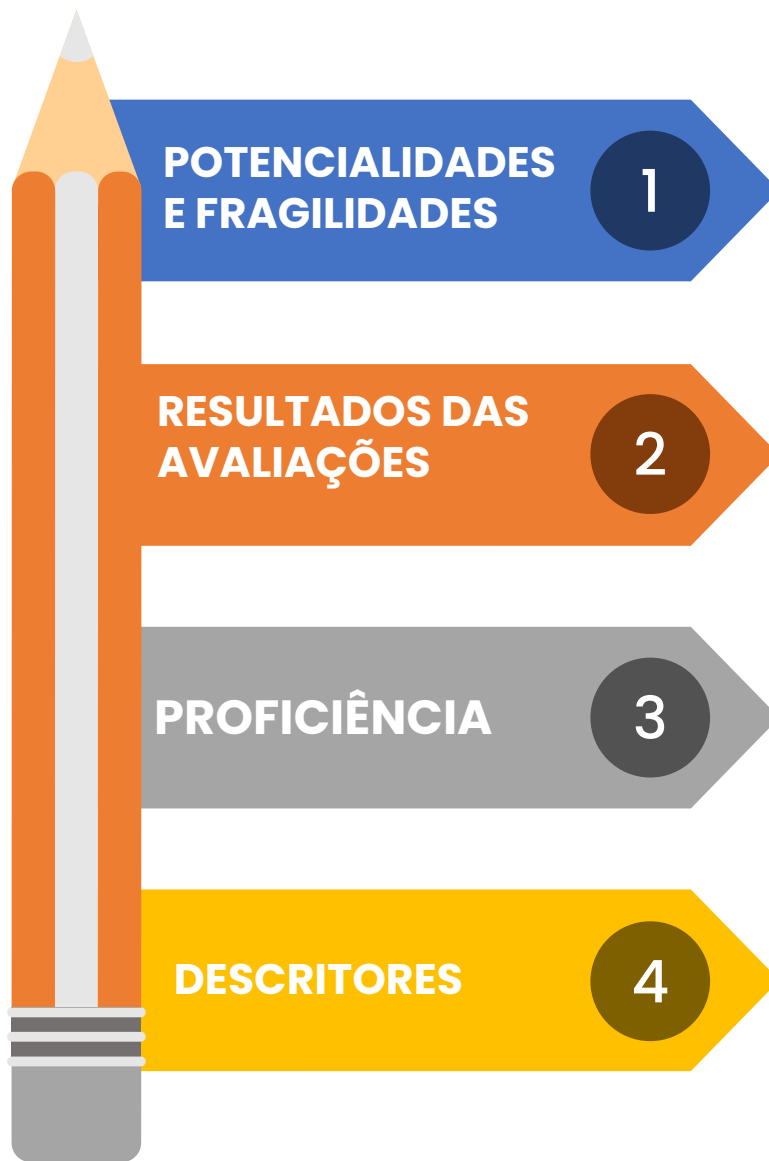 POTENCIALIDADES
E FRAGILIDADES
1
RESULTADOS DAS
AVALIAÇÕES
2
PROFICIÊNCIA
3
DESCRITORES
4